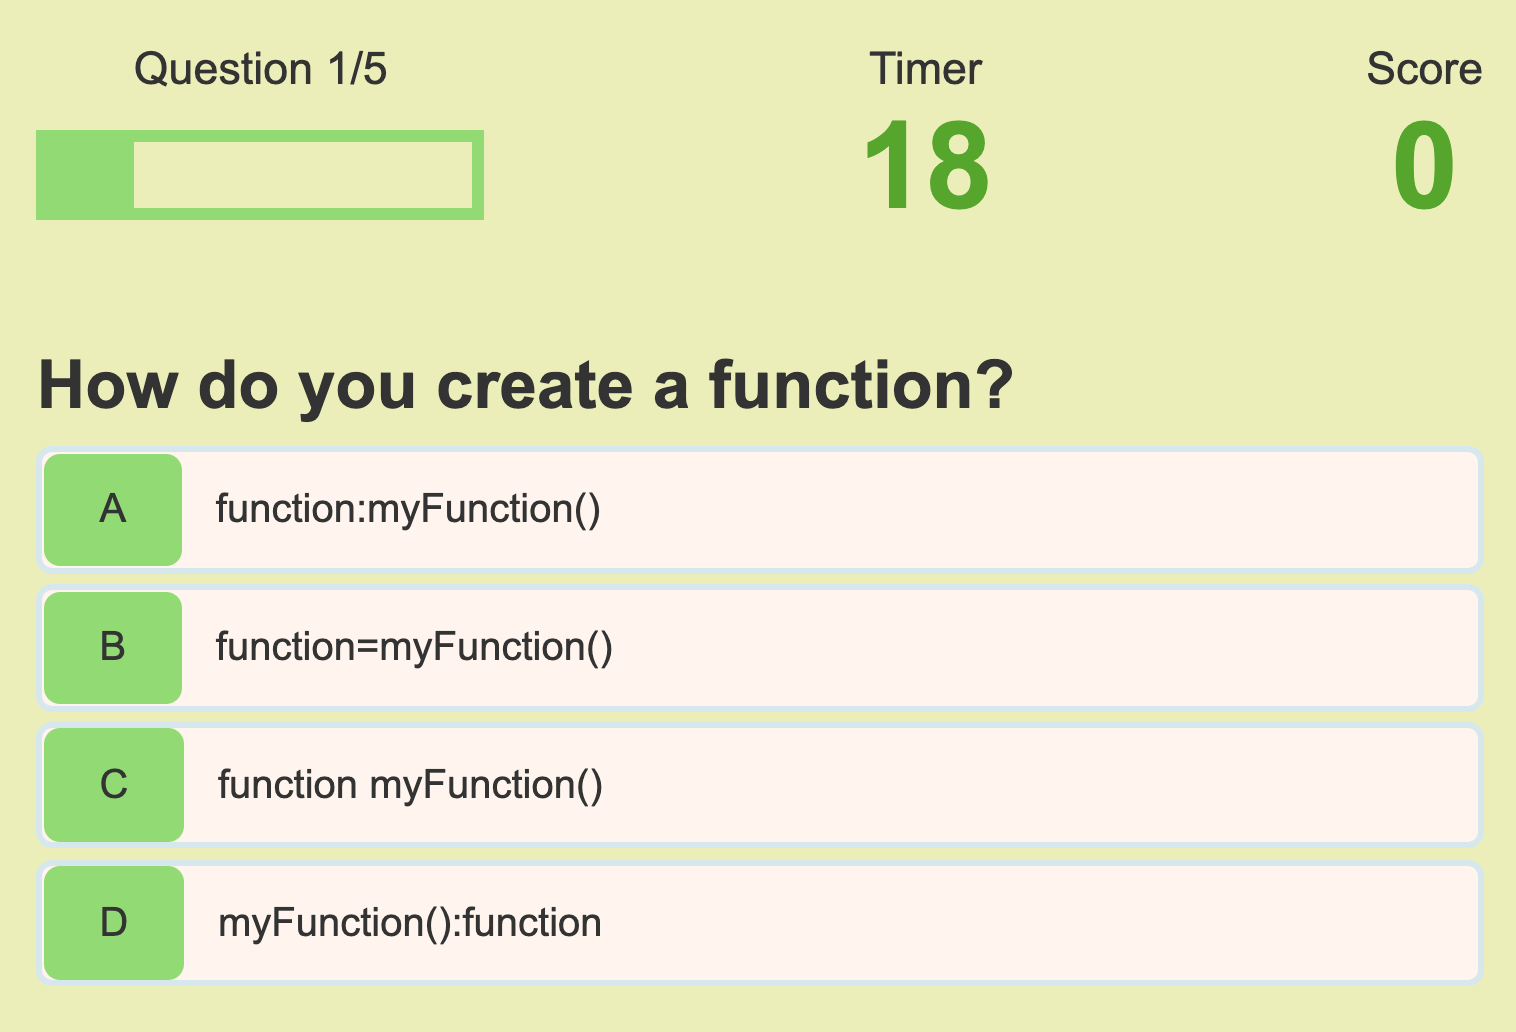 Question 1/5
Timer
Score
18
0
How do you create a function?
A function:myFunction()
B function=myFunction()
C function myFunction()
D myFunction():function